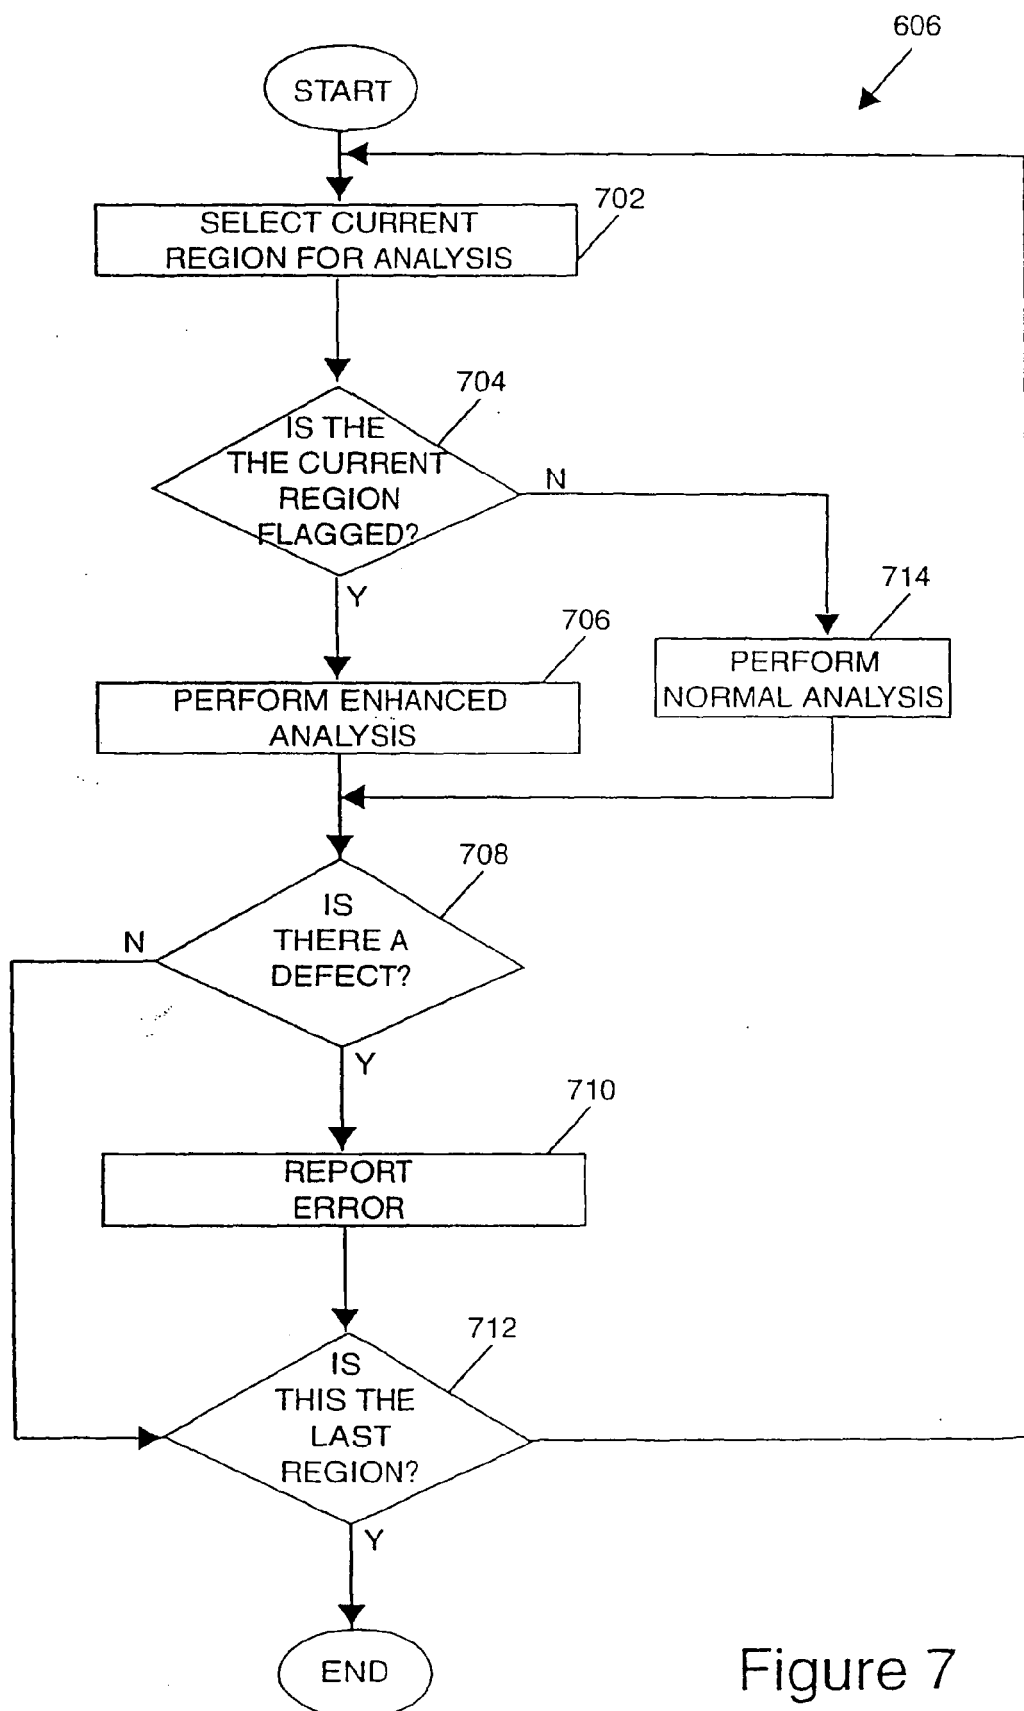 606
START
702
SELECT CURRENT
REGION FOR ANALYSIS
704
IS THE
THE CURRENT
REGION
FLAGGED?
N
Y
714
PERFORM
NORMAL ANALYSIS
706
PERFORM ENHANCED
ANALYSIS
708
IS
THERE A
DEFECT?
N
Y
710
REPORT
ERROR
712
IS
THIS THE
LAST
REGION?
Y
END
Figure 7